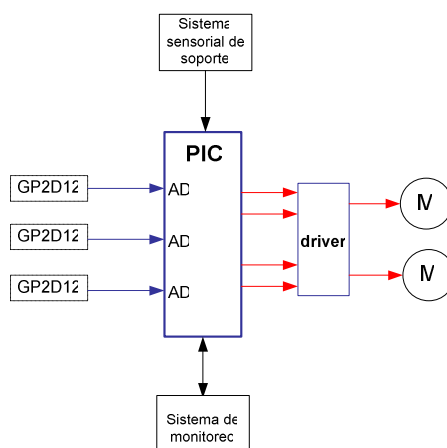 Sistema
sensorial de
soporte
PIC
GP2D12
AD
M
GP2D12
AD
driver
GP2D12
AD
M
Sistema de
monitoreo